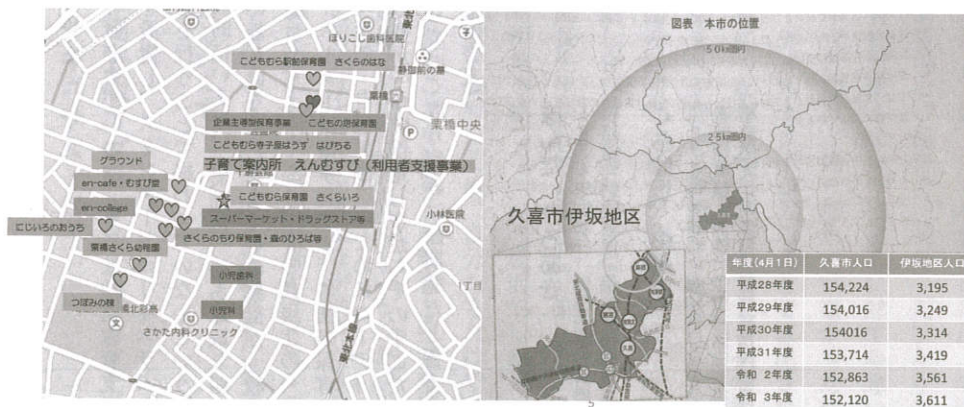 ほりこし歯科医院
こどもむら駅前保育園 さくらのはな
静御前の墓
栗橋
企業主導型保育事業 こどもの塔保育園
栗橋中央
こどもむら寺子屋はうす はぴちる
子育て案内所 えんむすび（利用者支援事業）
グラウンド
en-cafe・むすび堂
en-college
こどもむら保育園 さくらいろ
スーパーマーケット・ドラッグストア等
小林医院
にじいろのおうち
さくらのもり保育園・森のひろば等
栗橋さくら幼稚園
小児歯科
つぼみの棟
小児科
さかた内科クリニック
東北本線
図表 本市の位置
50km圏内
25km圏内
久喜市伊坂地区
年度(4月1日) 久喜市人口 伊坂地区人口
平成28年度 154,224 3,195
平成29年度 154,016 3,249
平成30年度 154016 3,314
平成31年度 153,714 3,419
令和 2年度 152,863 3,561
令和 3年度 152,120 3,611
5